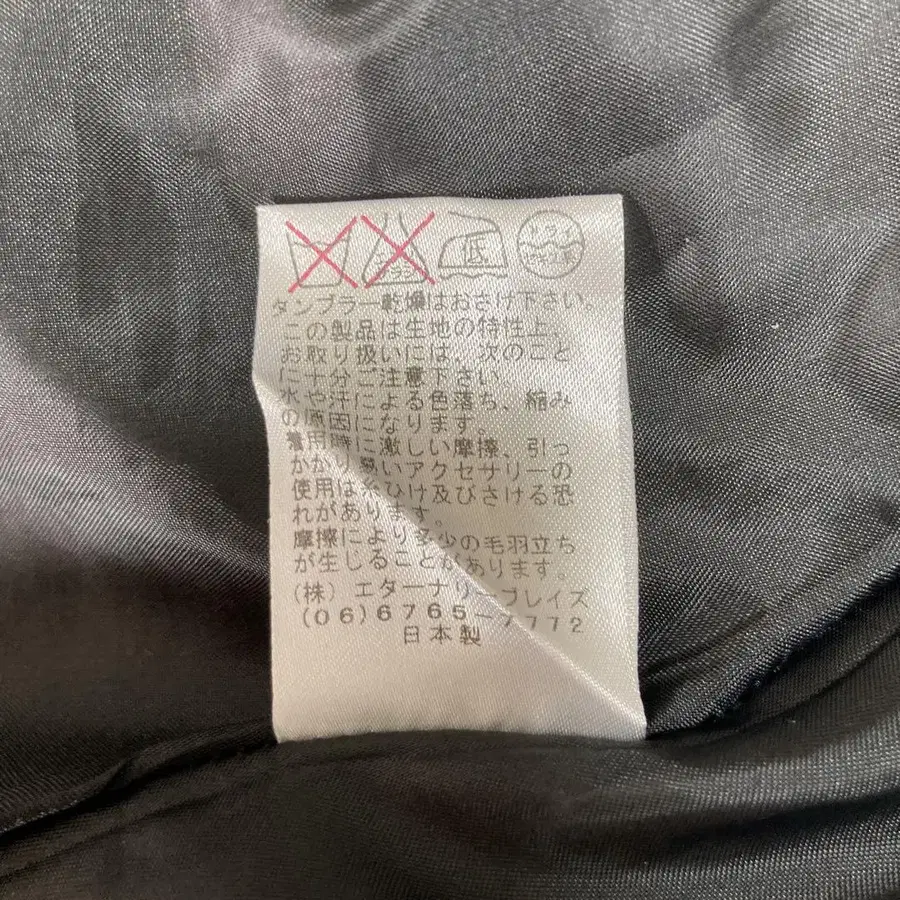 低
ドライ
タンブラー乾燥はおさけ下さい。
この製品は生地の特性上、
お取り扱いには、次のこと
に十分ご注意下さい
水や汗による色落ち、縮み
の原因になります。
着用時に激しい摩擦、引っ
かかり易いアクセサリーの
使用は糸ひけ及びさける恐
れがあります。
摩擦により多少の毛羽立ち
が生じることがあります。
(株)エターナリーブレイズ
(06)6765-7772
日本製